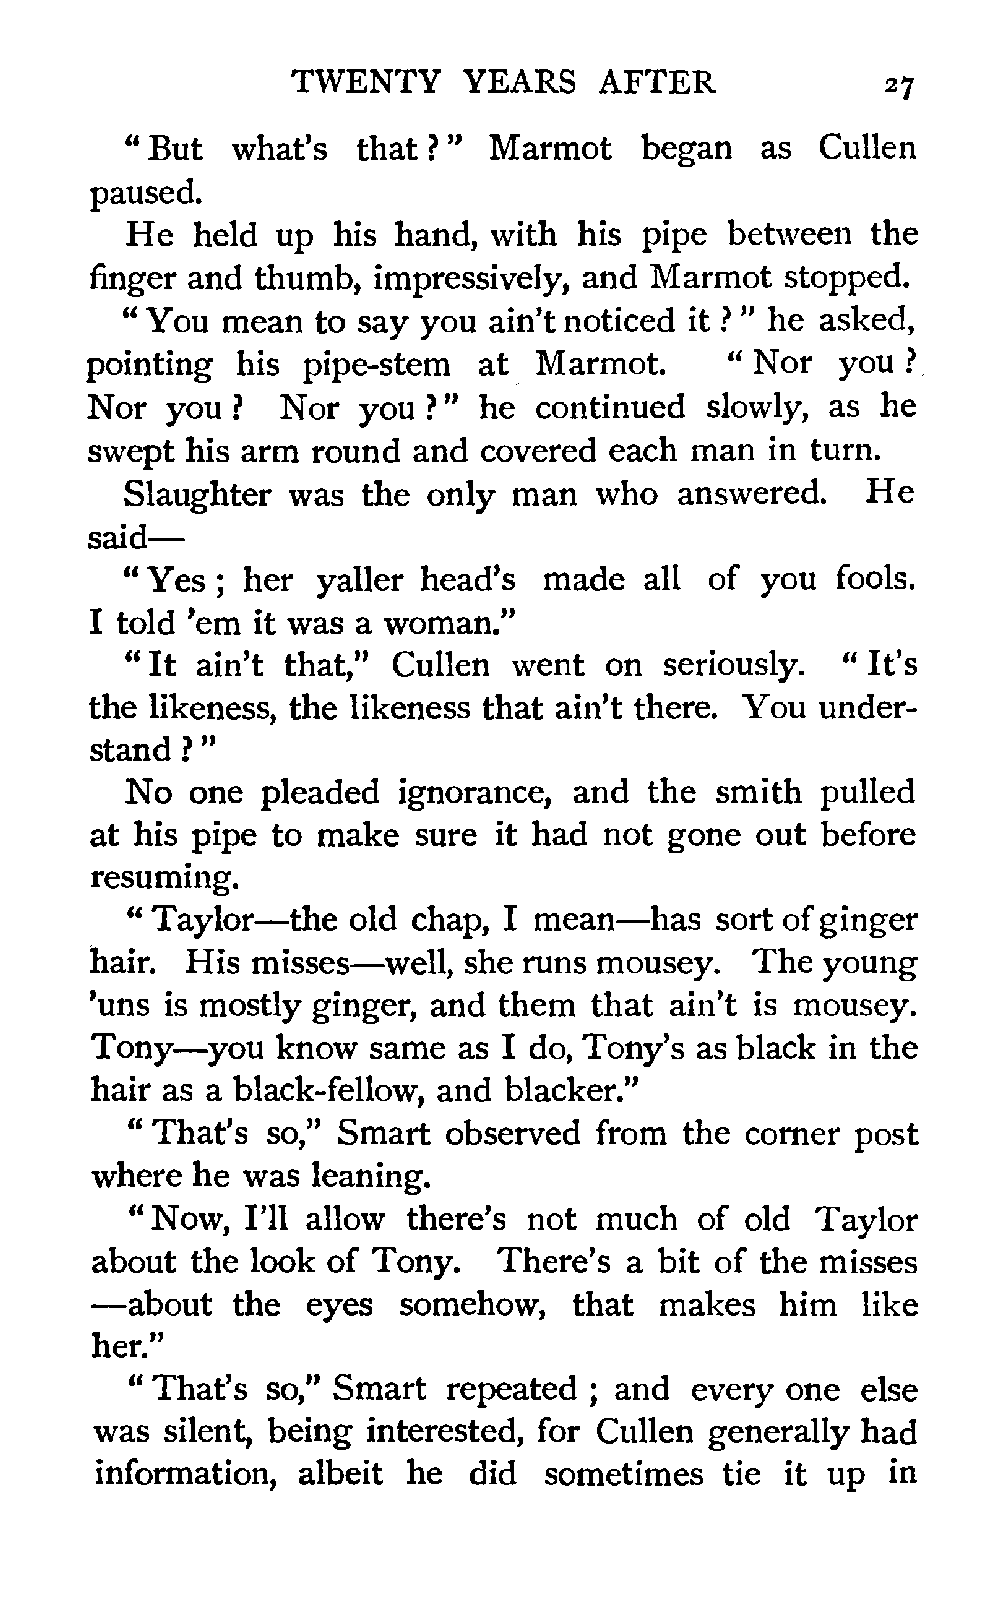 TWENTY YEARS AFTER 27
“ But what's that ? ” Marmot began as Cullen
paused.
He held up his hand, with his pipe between the
finger and thumb, impressively, and Marmot stopped.
“ You mean to say you ain't noticed it ? ” he asked,
pointing his pipe-stem at Marmot. “ Nor you ?
Nor you ? Nor you ? ” he continued slowly, as he
swept his arm round and covered each man in turn.
Slaughter was the only man who answered. He
said—
“ Yes ; her yaller head's made all of you fools.
I told 'em it was a woman.”
“ It ain't that,” Cullen went on seriously. “ It's
the likeness, the likeness that ain't there. You under-
stand ? ”
No one pleaded ignorance, and the smith pulled
at his pipe to make sure it had not gone out before
resuming.
“ Taylor—the old chap, I mean—has sort of ginger
hair. His misses—well, she runs mousey. The young
'uns is mostly ginger, and them that ain't is mousey.
Tony—you know same as I do, Tony's as black in the
hair as a black-fellow, and blacker.”
“ That's so,” Smart observed from the corner post
where he was leaning.
“ Now, I'll allow there's not much of old Taylor
about the look of Tony. There's a bit of the misses
—about the eyes somehow, that makes him like
her.”
“ That's so,” Smart repeated ; and every one else
was silent, being interested, for Cullen generally had
information, albeit he did sometimes tie it up in